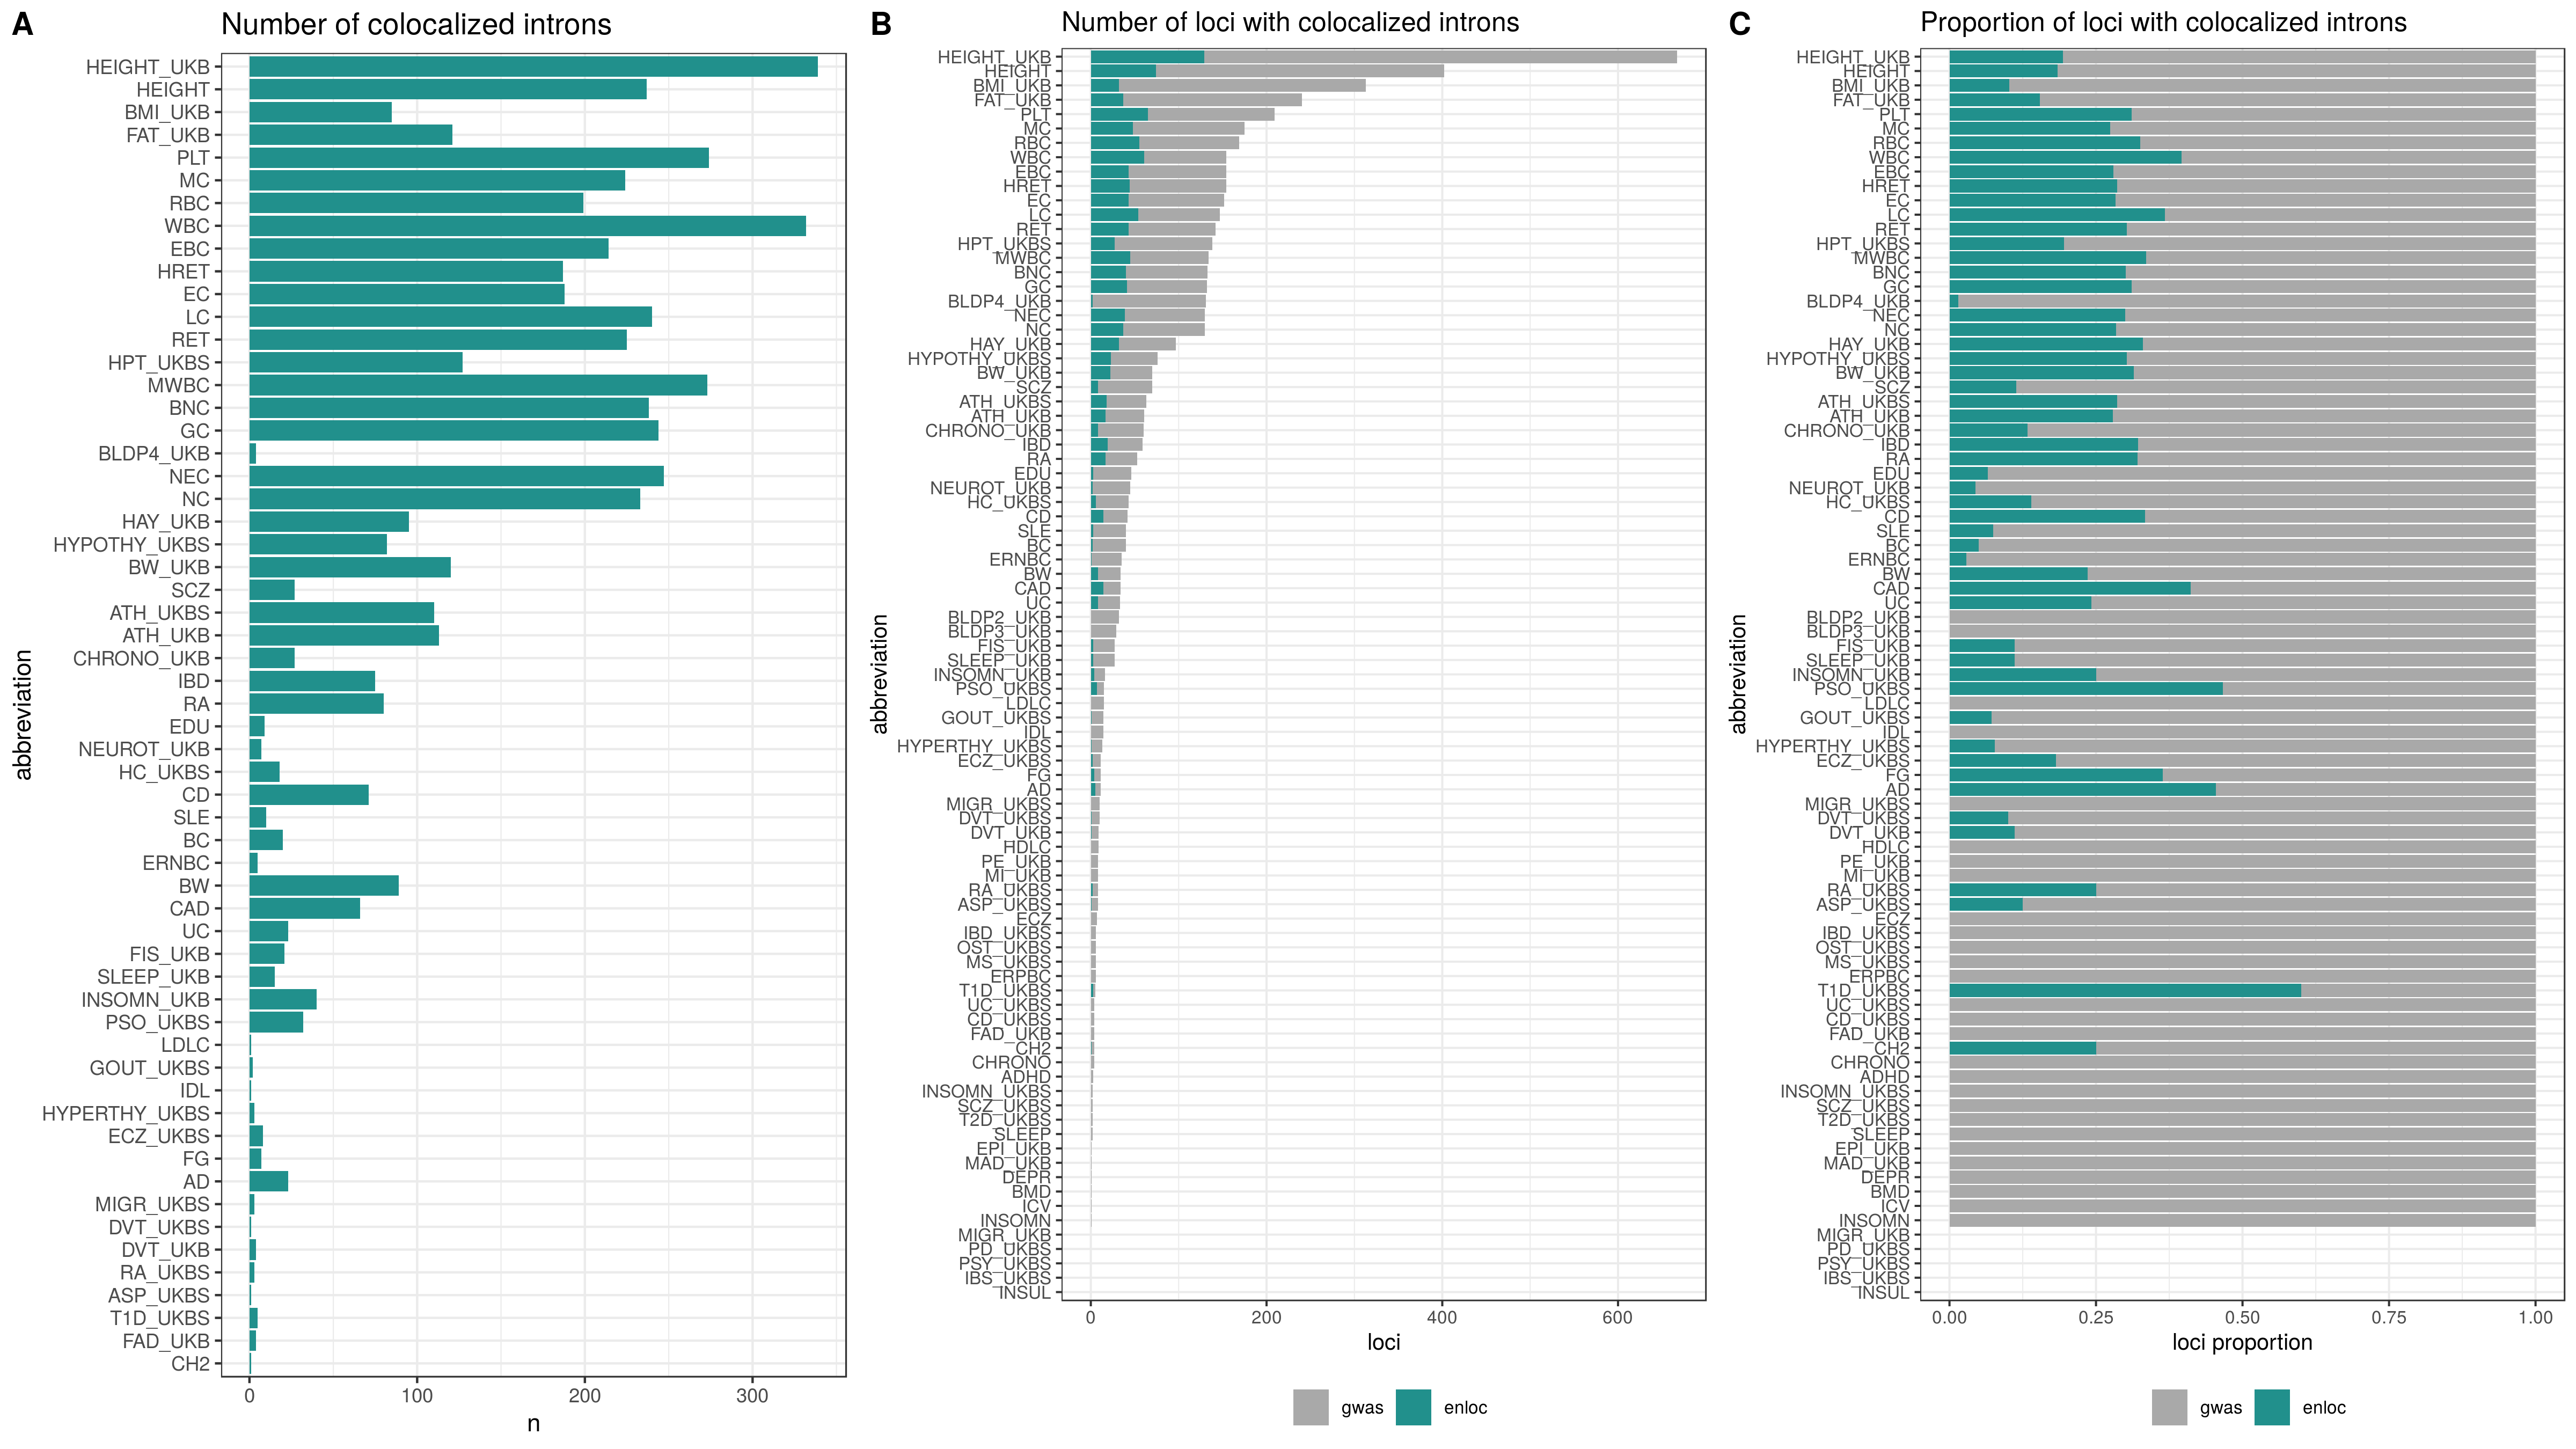 A
Number of colocalized introns
HEIGHT_UKB
HEIGHT
BMI_UKB
FAT_UKB
PLT
MC
RBC
WBC
EBC
HRET
EC
LC
RET
HPT_UKBS
MWBC
BNC
GC
BLDP4_UKB
NEC
NC
HAY_UKB
HYPOTHY_UKBS
BW_UKB
SCZ
ATH_UKBS
ATH_UKB
CHRONO_UKB
IBD
RA
EDU
NEUROT_UKB
HC_UKBS
CD
SLE
BC
ERNBC
BW
CAD
UC
FIS_UKB
SLEEP_UKB
INSOMN_UKB
PSO_UKBS
LDLC
GOUT_UKBS
IDL
HYPERTHY_UKBS
ECZ_UKBS
FG
AD
MIGR_UKBS
DVT_UKBS
DVT_UKB
RA_UKBS
ASP_UKBS
T1D_UKBS
FAD_UKB
CH2
abbreviation
0 100 200 300
n
B
Number of loci with colocalized introns
HEIGHT_UKB
HEIGHT
BMI_UKB
FAT_UKB
PLT
MC
RBC
WBC
EBC
HRET
EC
LC
RET
HPT_UKBS
MWBC
BNC
GC
BLDP4_UKB
NEC
NC
HAY_UKB
HYPOTHY_UKBS
BW_UKB
SCZ
ATH_UKBS
ATH_UKB
CHRONO_UKB
IBD
RA
EDU
NEUROT_UKB
HC_UKBS
CD
SLE
BC
ERNBC
BW
CAD
UC
BLDP2_UKB
BLDP3_UKB
FIS_UKB
SLEEP_UKB
INSOMN_UKB
PSO_UKBS
LDLC
GOUT_UKBS
IDL
HYPERTHY_UKBS
ECZ_UKBS
FG
AD
MIGR_UKBS
DVT_UKBS
DVT_UKB
HDLC
PE_UKB
MI_UKB
RA_UKBS
ASP_UKBS
ECZ
IBD_UKBS
OST_UKBS
MS_UKBS
ERPBC
T1D_UKBS
UC_UKBS
CD_UKBS
FAD_UKB
CH2
CHRONO
ADHD
INSOMN_UKBS
SCZ_UKBS
T2D_UKBS
SLEEP
EPI_UKB
MAD_UKB
DEPR
BMD
ICV
INSOMN
MIGR_UKB
PD_UKBS
PSY_UKBS
IBS_UKBS
INSUL
abbreviation
0 200 400 600
loci
gwas enloc
C
Proportion of loci with colocalized introns
HEIGHT_UKB
HEIGHT
BMI_UKB
FAT_UKB
PLT
MC
RBC
WBC
EBC
HRET
EC
LC
RET
HPT_UKBS
MWBC
BNC
GC
BLDP4_UKB
NEC
NC
HAY_UKB
HYPOTHY_UKBS
BW_UKB
SCZ
ATH_UKBS
ATH_UKB
CHRONO_UKB
IBD
RA
EDU
NEUROT_UKB
HC_UKBS
CD
SLE
BC
ERNBC
BW
CAD
UC
BLDP2_UKB
BLDP3_UKB
FIS_UKB
SLEEP_UKB
INSOMN_UKB
PSO_UKBS
LDLC
GOUT_UKBS
IDL
HYPERTHY_UKBS
ECZ_UKBS
FG
AD
MIGR_UKBS
DVT_UKBS
DVT_UKB
HDLC
PE_UKB
MI_UKB
RA_UKBS
ASP_UKBS
ECZ
IBD_UKBS
OST_UKBS
MS_UKBS
ERPBC
T1D_UKBS
UC_UKBS
CD_UKBS
FAD_UKB
CH2
CHRONO
ADHD
INSOMN_UKBS
SCZ_UKBS
T2D_UKBS
SLEEP
EPI_UKB
MAD_UKB
DEPR
BMD
ICV
INSOMN
MIGR_UKB
PD_UKBS
PSY_UKBS
IBS_UKBS
INSUL
abbreviation
0.00 0.25 0.50 0.75 1.00
loci proportion
gwas enloc